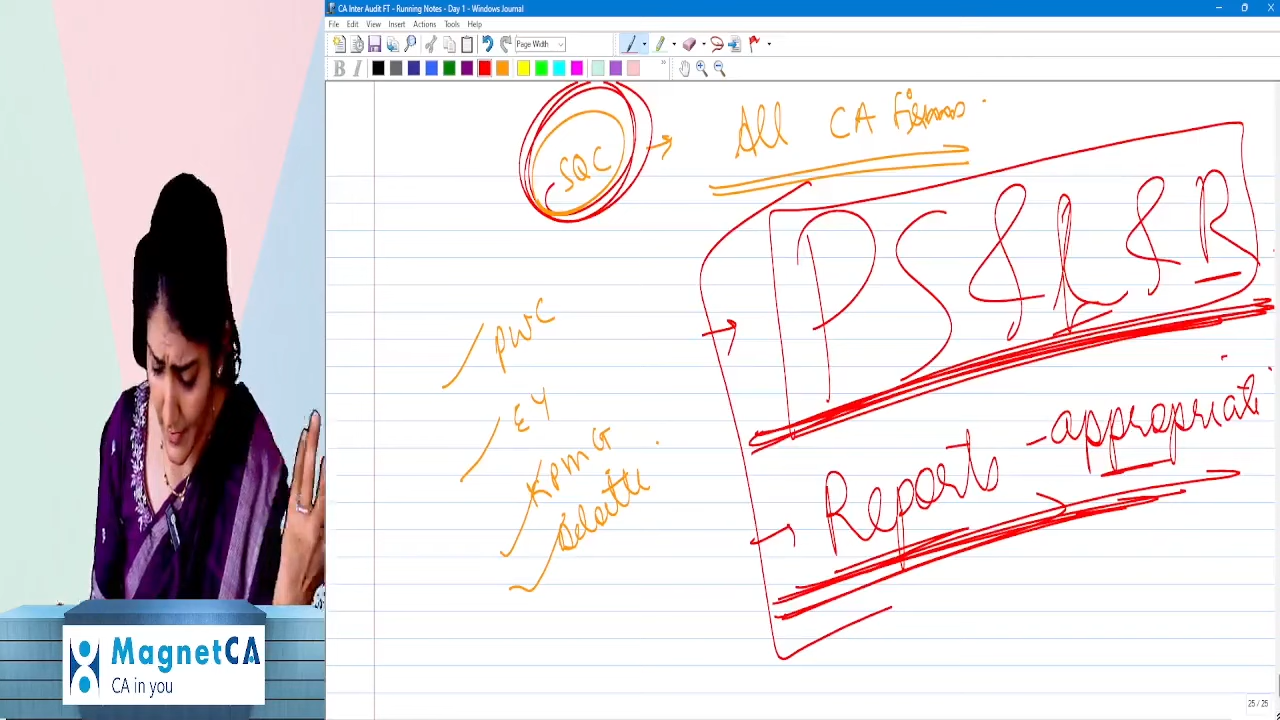 CA Inter Audit FT - Running Notes - Day 1 - Windows Journal
File Edit View Insert Actions Tools Help
Page Width
B I
SQC → All CA firms.
PS & L & R
PWC
EY
KPMG
Deloitte
Reports - appropriat
MagnetCA
CA in you
25 / 25